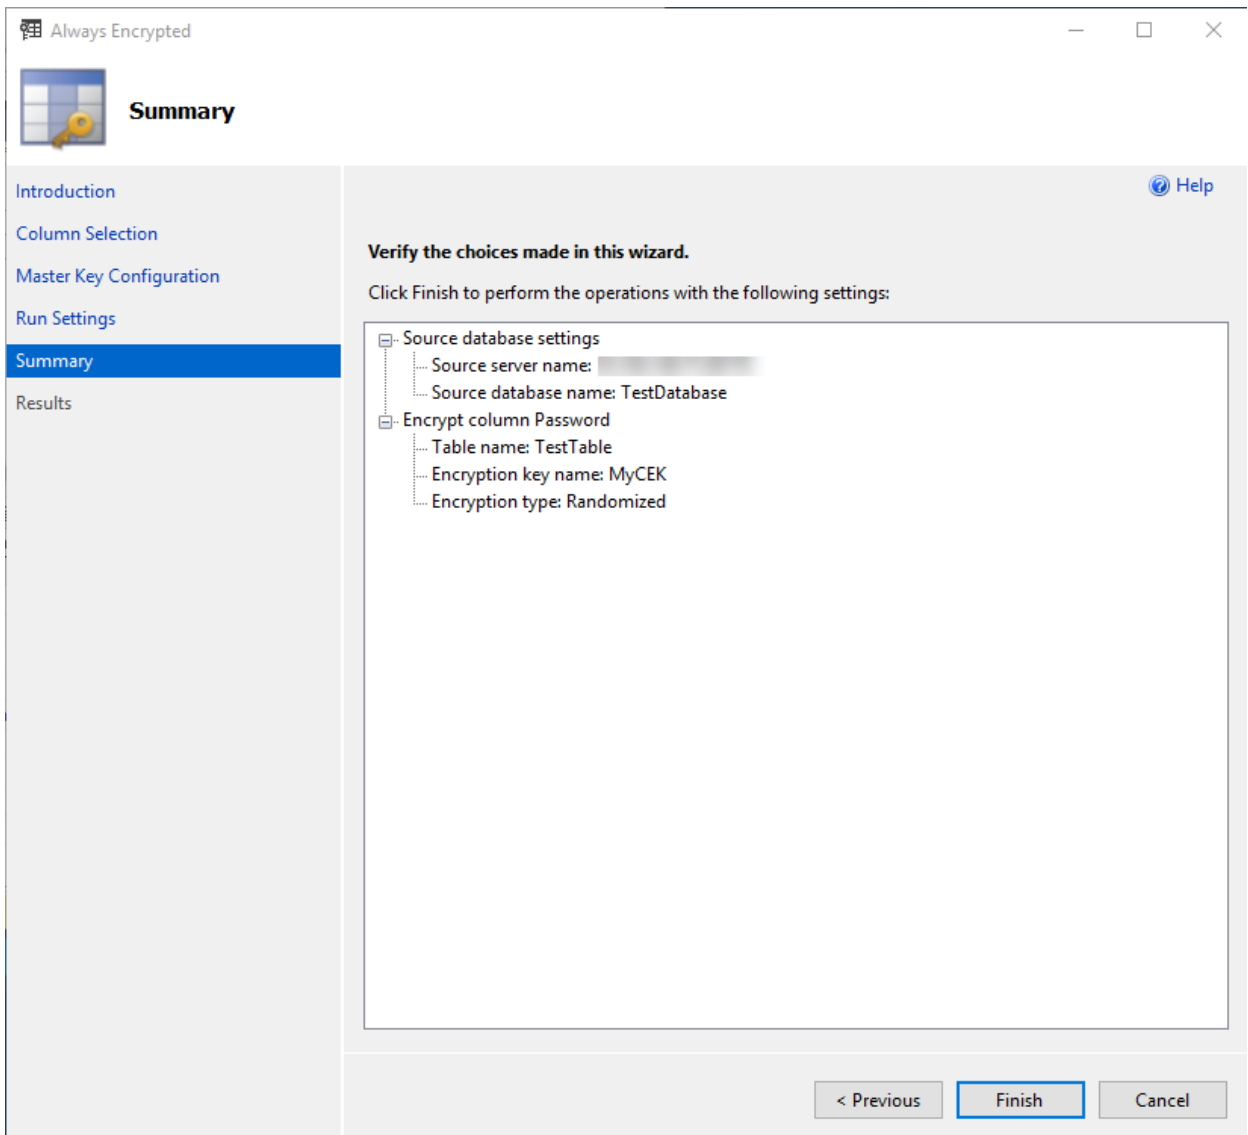 Always Encrypted
Summary
Introduction
Column Selection
Master Key Configuration
Run Settings
Summary
Results
Help
Verify the choices made in this wizard.
Click Finish to perform the operations with the following settings:
Source database settings
Source server name:
Source database name: TestDatabase
Encrypt column Password
Table name: TestTable
Encryption key name: MyCEK
Encryption type: Randomized
< Previous
Finish
Cancel